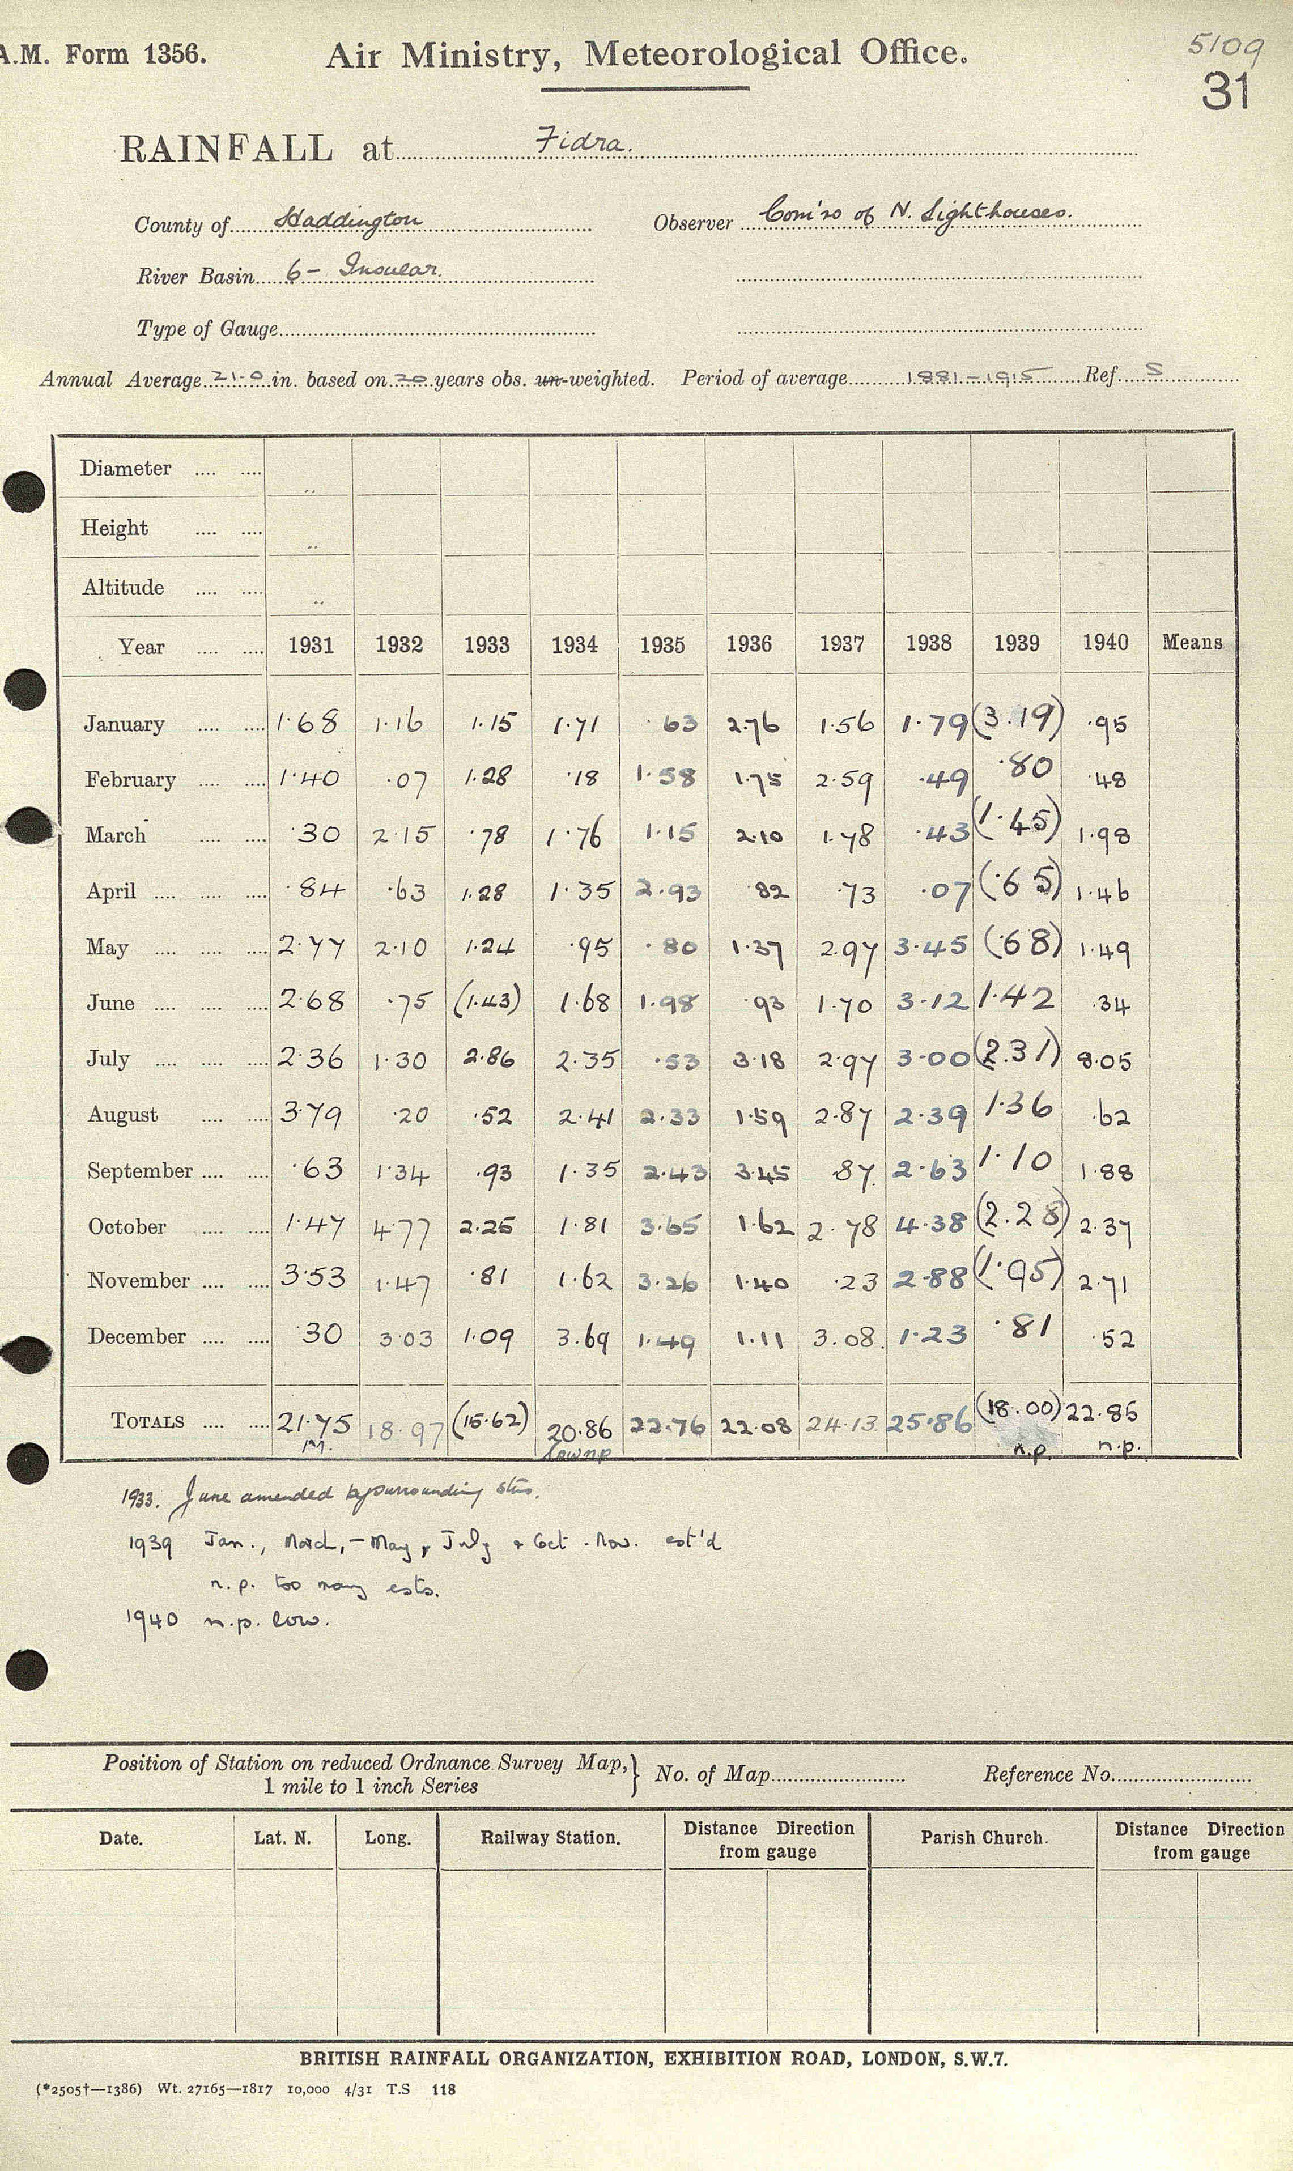 A.M. Form 1356.
Air Ministry, Meteorological Office.
5109
31
RAINFALL at Fidra.
County of Haddington Observer Com'rs of N. Lighthouses.
River Basin 6 - Insular.
Type of Gauge
Annual Average 21.0 in. based on 20 years obs. un-weighted. Period of average 1881-1915 Ref. S
Diameter
Height
Altitude
Year 1931 1932 1933 1934 1935 1936 1937 1938 1939 1940 Means
January 1.68 1.16 1.15 1.71 .63 2.76 1.56 1.79 (3.19) .95
February 1.40 .07 1.28 .18 1.58 1.75 2.59 .49 .80 .48
March .30 2.15 .78 1.76 1.15 2.10 1.78 .43 (1.45) 1.98
April .84 .63 1.28 1.35 2.93 .82 .73 .07 (.65) 1.46
May 2.77 2.10 1.24 .95 .80 1.37 2.97 3.45 (.68) 1.49
June 2.68 .75 (1.43) 1.68 1.98 .93 1.70 3.12 1.42 .34
July 2.36 1.30 2.86 2.35 .53 3.18 2.97 3.00 (2.31) 8.05
August 3.79 .20 .52 2.41 2.33 1.59 2.87 2.39 1.36 .62
September .63 1.34 .93 1.35 2.43 3.45 .87 2.63 1.10 1.88
October 1.47 4.77 2.25 1.81 3.65 1.62 2.78 4.38 (2.28) 2.37
November 3.53 1.47 .81 1.62 3.26 1.40 .23 2.88 (1.95) 2.71
December .30 3.03 1.09 3.69 1.49 1.11 3.08 1.23 .81 .52
TOTALS 21.75 18.97 (15.62) 20.86 22.76 22.08 24.13 25.86 (18.00) 22.85
M. low n.p. n.p. n.p.
1933. June amended by surrounding stns.
1939 Jan., March, - May, July & Oct. Nov. est'd
n.p. too many ests.
1940 n.p. low.
Position of Station on reduced Ordnance Survey Map,
1 mile to 1 inch Series
No. of Map Reference No.
Date. Lat. N. Long. Railway Station. Distance Direction from gauge Parish Church. Distance Direction from gauge
BRITISH RAINFALL ORGANIZATION, EXHIBITION ROAD, LONDON, S.W.7.
(*2505†—1386) Wt. 27165—1817 10,000 4/31 T.S 118